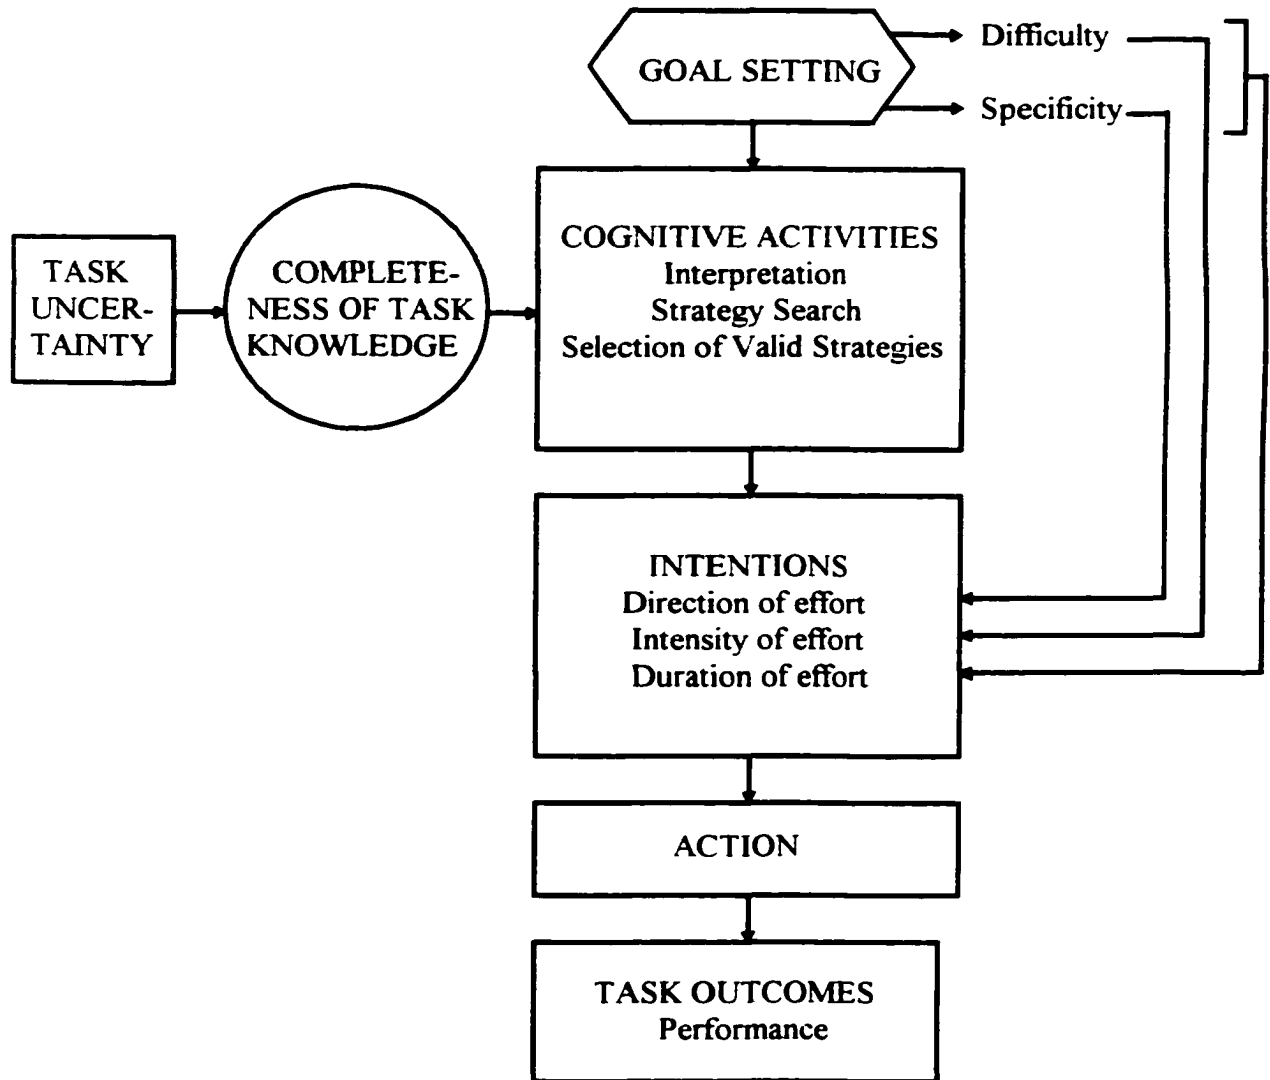 GOAL SETTING
Difficulty
Specificity
TASK
UNCER-
TAINTY
COMPLETE-
NESS OF TASK
KNOWLEDGE
COGNITIVE ACTIVITIES
Interpretation
Strategy Search
Selection of Valid Strategies
INTENTIONS
Direction of effort
Intensity of effort
Duration of effort
ACTION
TASK OUTCOMES
Performance